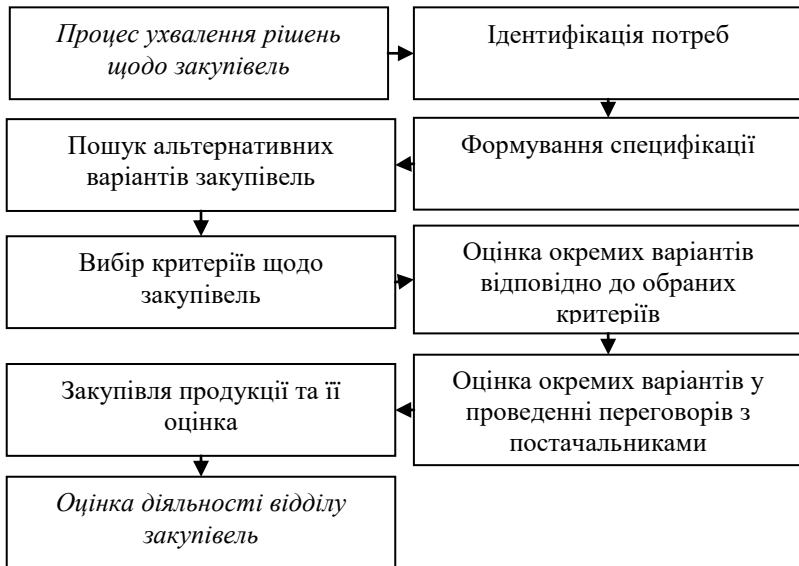 Процес ухвалення рішень
щодо закупівель
Ідентифікація потреб
Формування специфікації
Пошук альтернативних
варіантів закупівель
Вибір критеріїв щодо
закупівель
Оцінка окремих варіантів
відповідно до обраних
критеріїв
Оцінка окремих варіантів у
проведенні переговорів з
постачальниками
Закупівля продукції та її
оцінка
Оцінка діяльності відділу
закупівель